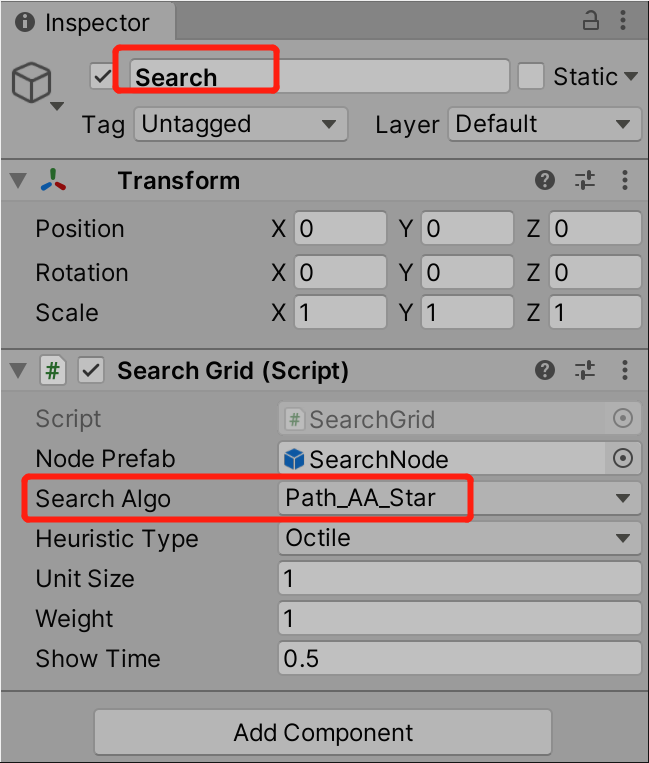 Inspector
Search Static
Tag Untagged Layer Default
Transform
Position X 0 Y 0 Z 0
Rotation X 0 Y 0 Z 0
Scale X 1 Y 1 Z 1
# Search Grid (Script)
Script # SearchGrid
Node Prefab SearchNode
Search Algo Path_AA_Star
Heuristic Type Octile
Unit Size 1
Weight 1
Show Time 0.5
Add Component